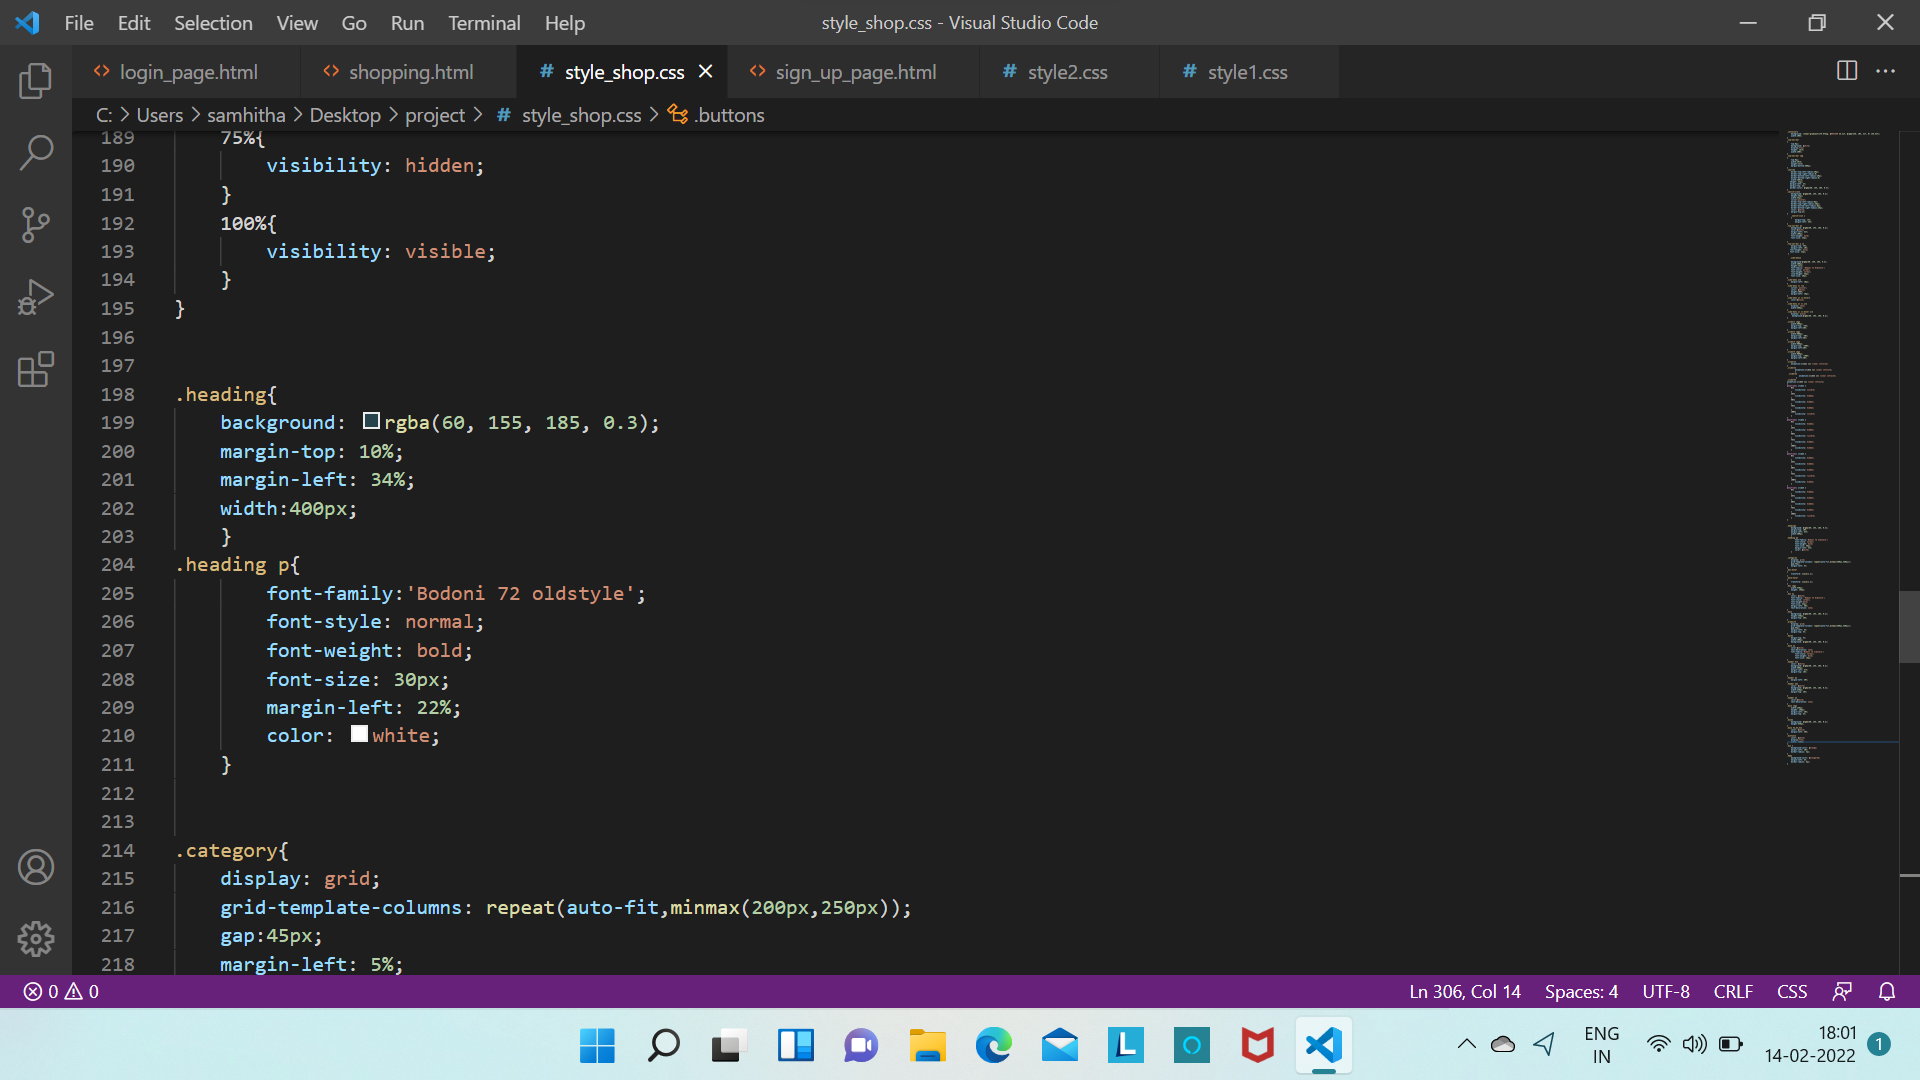 File Edit Selection View Go Run Terminal Help style_shop.css - Visual Studio Code
login_page.html shopping.html # style_shop.css sign_up_page.html # style2.css # style1.css
C: > Users > samhitha > Desktop > project > # style_shop.css > .buttons
189 75%{
190 visibility: hidden;
191 }
192 100%{
193 visibility: visible;
194 }
195 }
196
197
198 .heading{
199 background: rgba(60, 155, 185, 0.3);
200 margin-top: 10%;
201 margin-left: 34%;
202 width:400px;
203 }
204 .heading p{
205 font-family:'Bodoni 72 oldstyle';
206 font-style: normal;
207 font-weight: bold;
208 font-size: 30px;
209 margin-left: 22%;
210 color: white;
211 }
212
213
214 .category{
215 display: grid;
216 grid-template-columns: repeat(auto-fit,minmax(200px,250px));
217 gap:45px;
218 margin-left: 5%;
0 0 Ln 306, Col 14 Spaces: 4 UTF-8 CRLF CSS
L
ENG
IN
18:01
14-02-2022
1